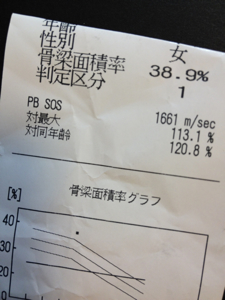 年齢
性別 女
骨梁面積率 38.9%
判定区分 1
PB SOS 1661 m/sec
対最大 113.1 %
対同年齢 120.8 %
骨梁面積率グラフ
[%]
40
30
20